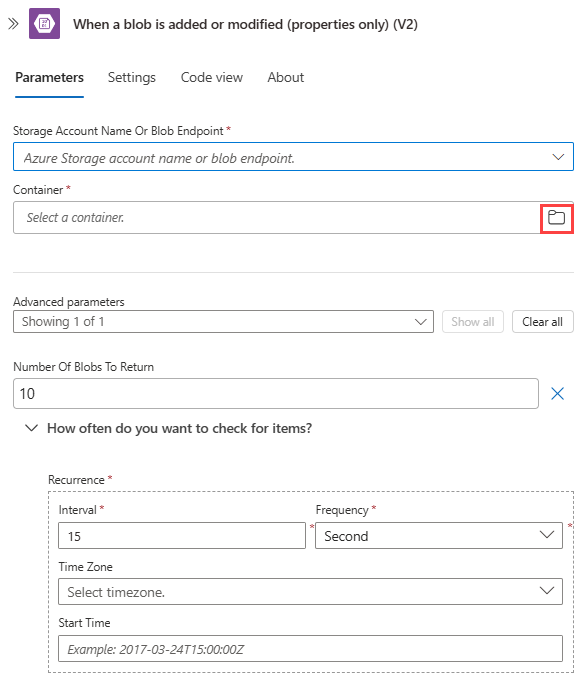 When a blob is added or modified (properties only) (V2)
Parameters Settings Code view About
Storage Account Name Or Blob Endpoint *
Azure Storage account name or blob endpoint.
Container *
Select a container.
Advanced parameters
Showing 1 of 1 Show all Clear all
Number Of Blobs To Return
10
How often do you want to check for items?
Recurrence *
Interval * Frequency *
15 * Second *
Time Zone
Select timezone.
Start Time
Example: 2017-03-24T15:00:00Z